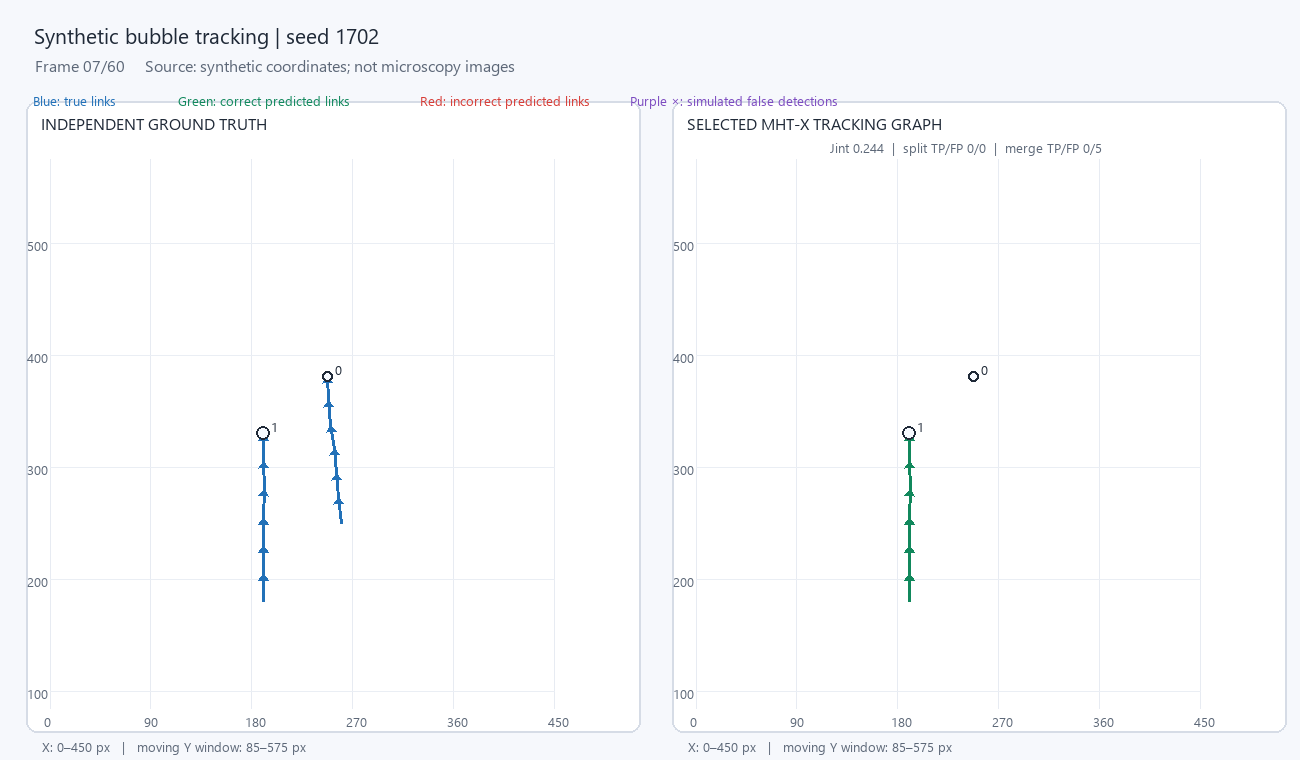 Synthetic bubble tracking | seed 1702
Frame 07/60 Source: synthetic coordinates; not microscopy images
Blue: true links Green: correct predicted links Red: incorrect predicted links Purple ×: simulated false detections
INDEPENDENT GROUND TRUTH
500
400
300
200
100
0
1
0 90 180 270 360 450
X: 0–450 px | moving Y window: 85–575 px
SELECTED MHT-X TRACKING GRAPH
Jint 0.244 | split TP/FP 0/0 | merge TP/FP 0/5
500
400
300
200
100
0
1
0 90 180 270 360 450
X: 0–450 px | moving Y window: 85–575 px